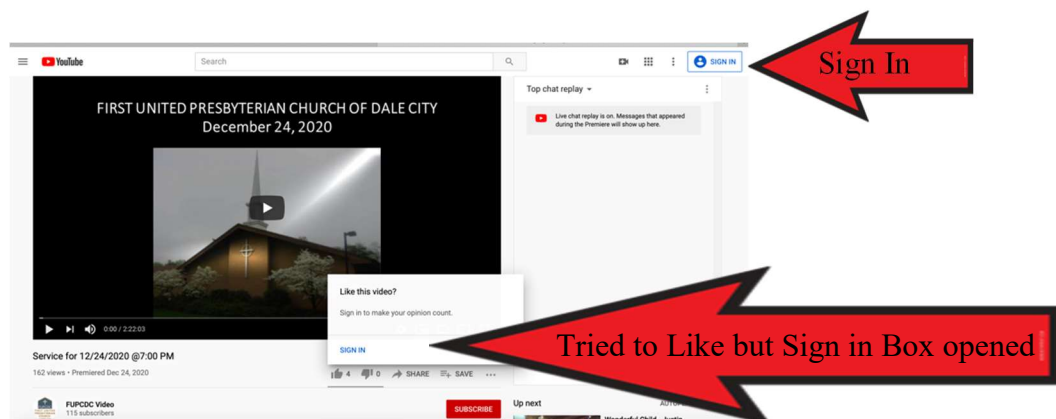 YouTube
Search
SIGN IN
Sign In
FIRST UNITED PRESBYTERIAN CHURCH OF DALE CITY
December 24, 2020
Top chat replay
Live chat replay is on. Messages that appeared
during the Premiere will show up here.
Like this video?
Sign in to make your opinion count.
SIGN IN
Tried to Like but Sign in Box opened
0:00 / 2:22:03
Service for 12/24/2020 @7:00 PM
162 views • Premiered Dec 24, 2020
4 0 SHARE SAVE
FUPCDC Video
115 subscribers
SUBSCRIBE
Up next
Wonderful Child - Justin